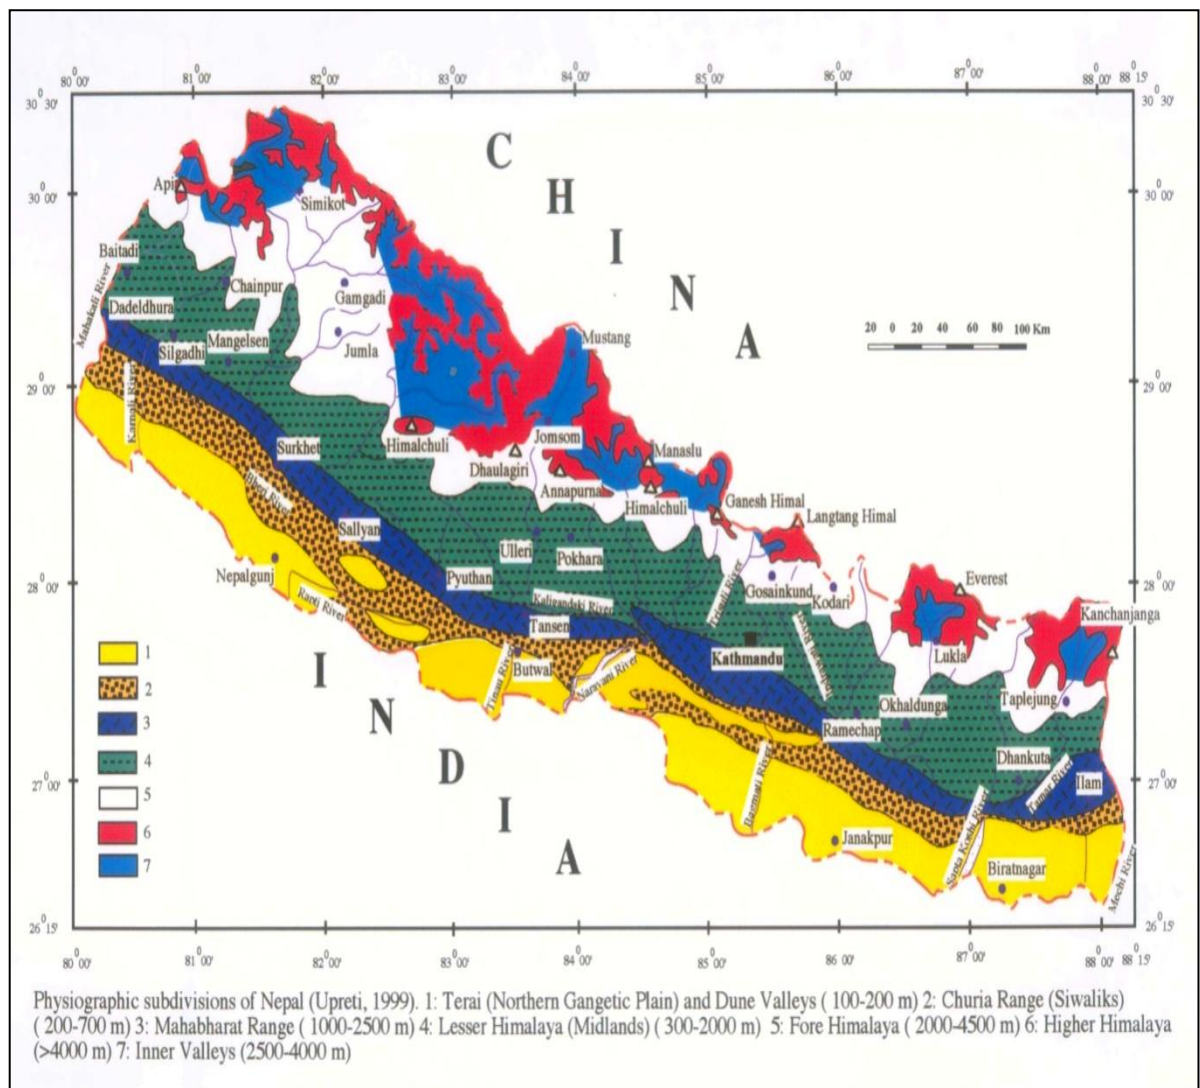 80° 00' 81° 00' 82° 00' 83° 00' 84° 00' 85° 00' 86° 00' 87° 00' 88° 00' 88° 15'
30° 30' 30° 30'
C
H
I
N
A
Api
30° 00' 30° 00'
Simikot
Baitadi
Chainpur
Gamgadi
Mahakali River
Dadeldhura
Mangelsen
Silgadhi
Jumla
Mustang
20 0 20 40 60 80 100 Km
29° 00' 29° 00'
Karnali River
Himalchuli
Jomsom
Surkhet
Dhaulagiri
Manaslu
Annapurna
Himalchuli
Ganesh Himal
Langtang Himal
Bheri River
Sallyan
Ulleri
Pokhara
Nepalgunj
Pyuthan
28° 00' 28° 00'
Trisuli River
Gosainkund
Kodari
Everest
Rapti River
Kaligandaki River
Tansen
Kanchanjanga
Kathmandu
Indrawati River
Lukla
Tinau River
Butwal
Narayani River
Okhaldunga
Taplejung
Ramechap
Dhankuta
Tamar River
Ilam
27° 00' 27° 00'
Bagmati River
Janakpur
Sapta Koshi River
Biratnagar
Mechi River
I
N
D
I
A
1
2
3
4
5
6
7
26° 15' 26° 15'
80° 00' 81° 00' 82° 00' 83° 00' 84° 00' 85° 00' 86° 00' 87° 00' 88° 00' 88° 15'
Physiographic subdivisions of Nepal (Upreti, 1999). 1: Terai (Northern Gangetic Plain) and Dune Valleys ( 100-200 m) 2: Churia Range (Siwaliks)
( 200-700 m) 3: Mahabharat Range ( 1000-2500 m) 4: Lesser Himalaya (Midlands) ( 300-2000 m) 5: Fore Himalaya ( 2000-4500 m) 6: Higher Himalaya
(>4000 m) 7: Inner Valleys (2500-4000 m)